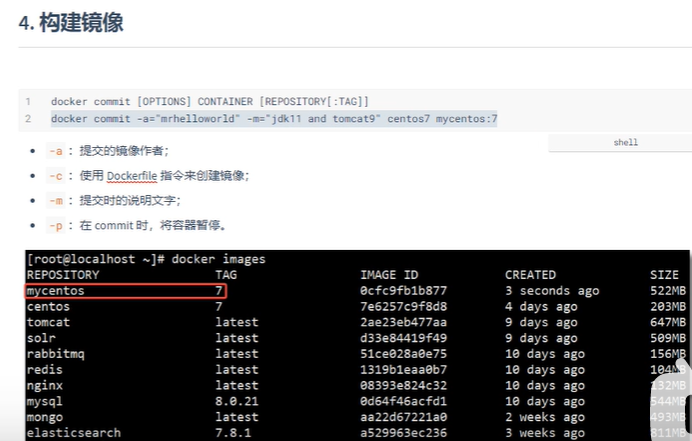 4. 构建镜像
1 docker commit [OPTIONS] CONTAINER [REPOSITORY[:TAG]]
2 docker commit -a="mrhelloworld" -m="jdk11 and tomcat9" centos7 mycentos:7
shell
-a ：提交的镜像作者；
-c ：使用 Dockerfile 指令来创建镜像；
-m ：提交时的说明文字；
-p ：在 commit 时，将容器暂停。
[root@localhost ~]# docker images
REPOSITORY TAG IMAGE ID CREATED SIZE
mycentos 7 0cfc9fb1b877 3 seconds ago 522MB
centos 7 7e6257c9f8d8 4 days ago 203MB
tomcat latest 2ae23eb477aa 9 days ago 647MB
solr latest d33e84419f49 9 days ago 509MB
rabbitmq latest 51ce028a0e75 10 days ago 156MB
redis latest 1319b1eaa0b7 10 days ago 104MB
nginx latest 08393e824c32 10 days ago 132MB
mysql 8.0.21 0d64f46acfd1 10 days ago 544MB
mongo latest aa22d67221a0 2 weeks ago 493MB
elasticsearch 7.8.1 a529963ec236 3 weeks ago 811MB